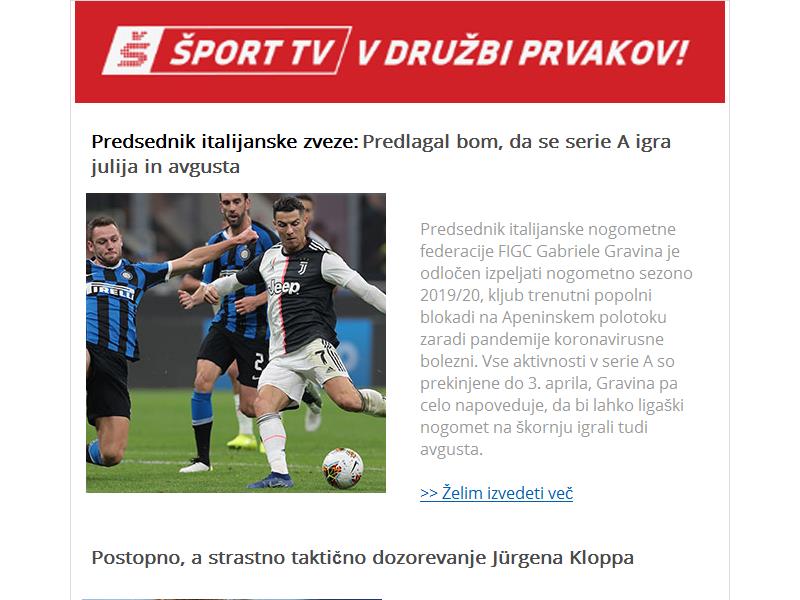 Š ŠPORT TV V DRUŽBI PRVAKOV!
Predsednik italijanske zveze: Predlagal bom, da se serie A igra
julija in avgusta
Predsednik italijanske nogometne
federacije FIGC Gabriele Gravina je
odločen izpeljati nogometno sezono
2019/20, kljub trenutni popolni
blokadi na Apeninskem polotoku
zaradi pandemije koronavirusne
bolezni. Vse aktivnosti v serie A so
prekinjene do 3. aprila, Gravina pa
celo napoveduje, da bi lahko ligaški
nogomet na škornju igrali tudi
avgusta.
IRELLI
Jeep
7
2
>> Želim izvedeti več
Postopno, a strastno taktično dozorevanje Jürgena Kloppa